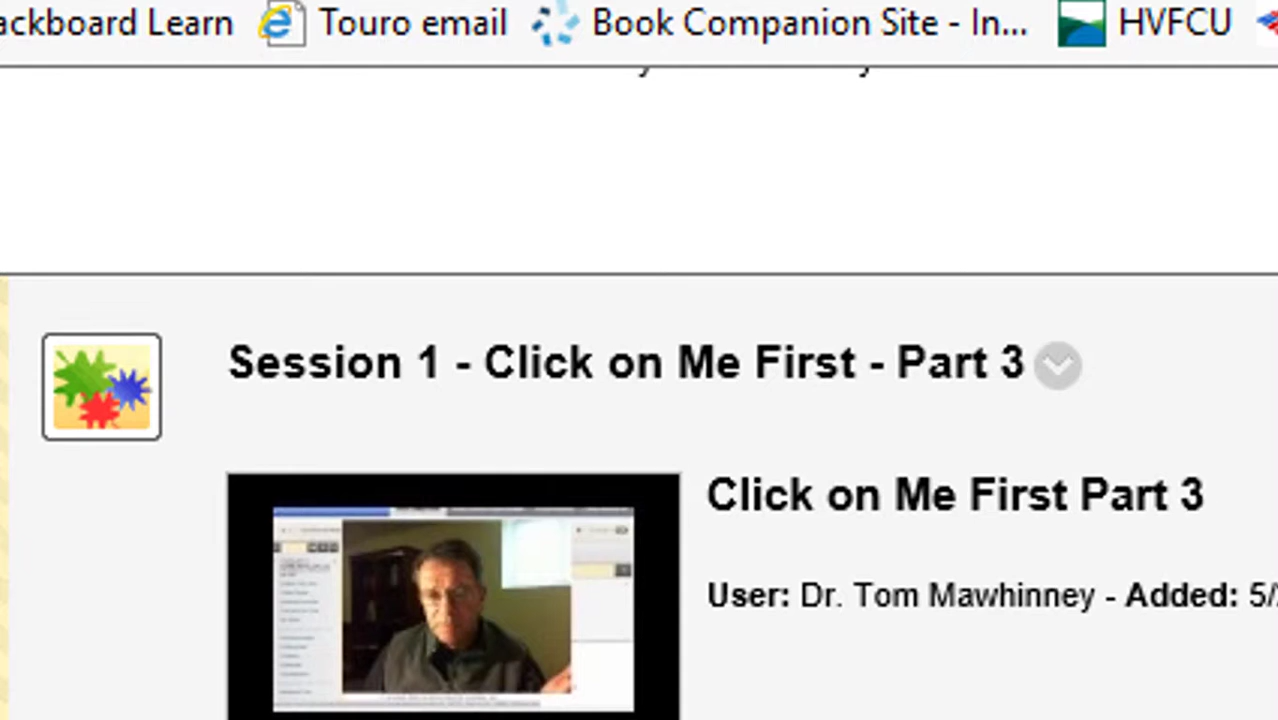 ackboard Learn Touro email Book Companion Site - In... HVFCU
Session 1 - Click on Me First - Part 3
Click on Me First Part 3
User: Dr. Tom Mawhinney - Added: 5/